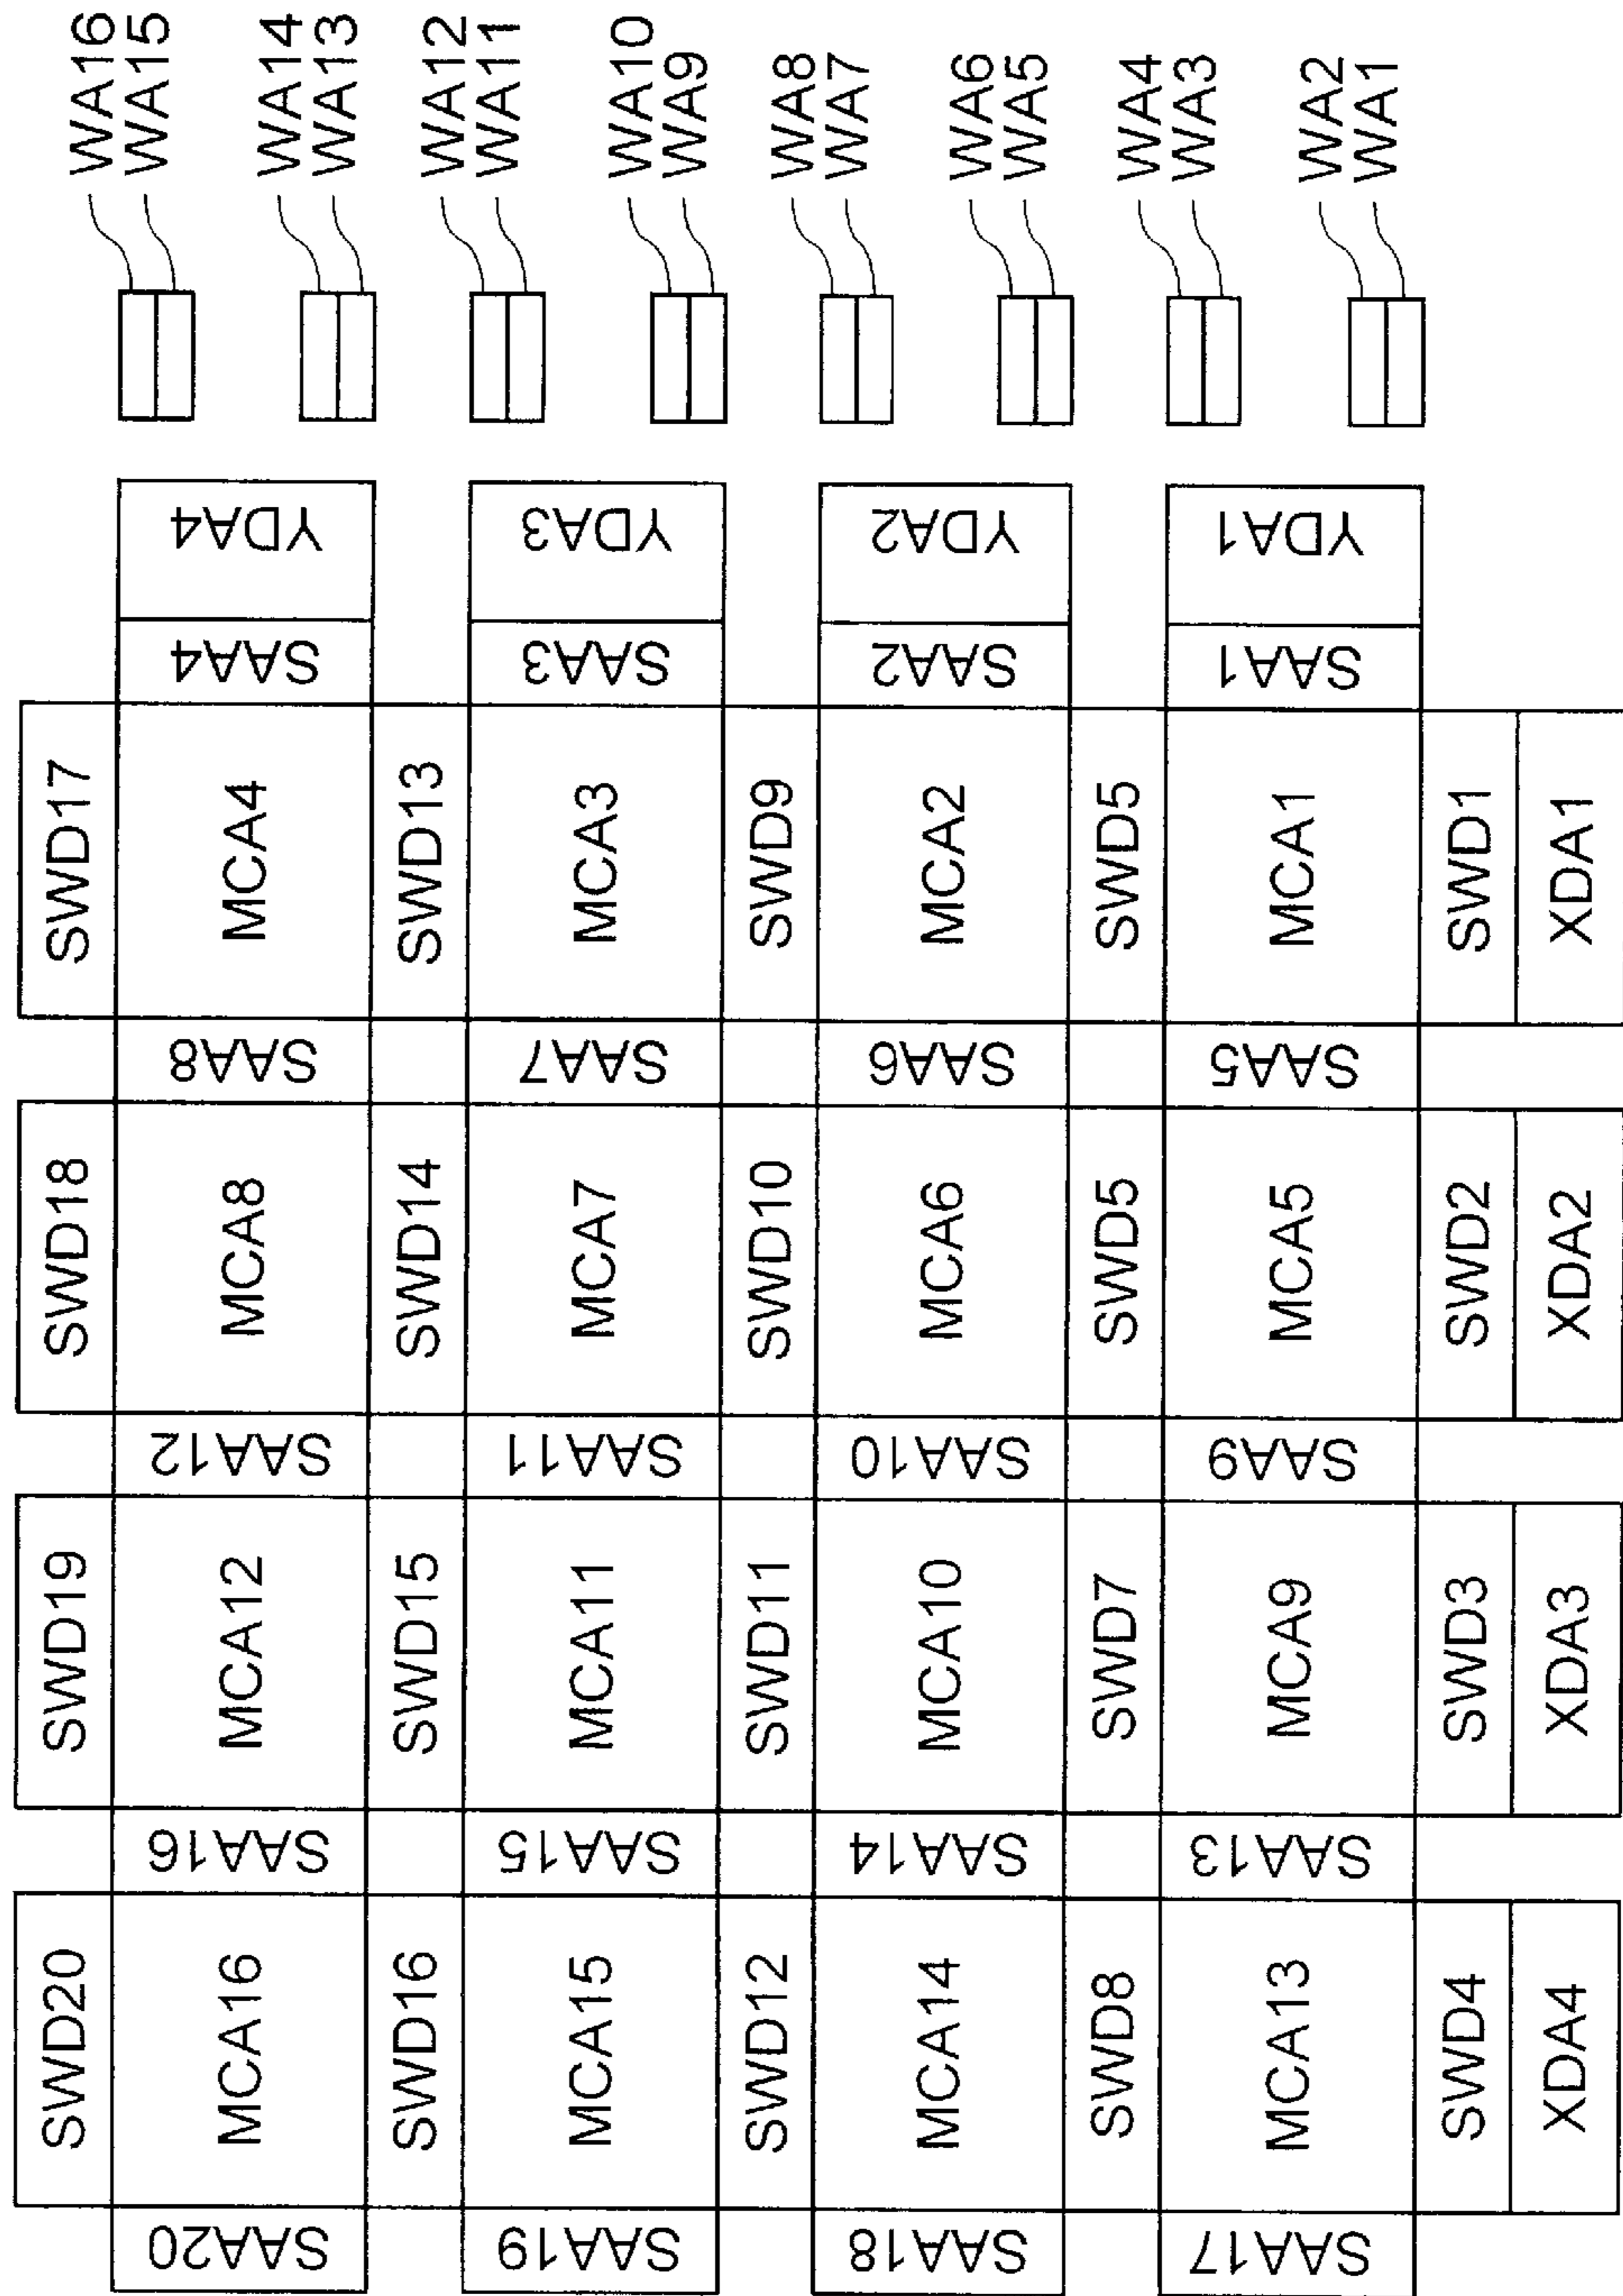 SWD20 SWD19 SWD18 SWD17 WA16
WA15
SAA20 MCA16 SAA16 MCA12 SAA12 MCA8 SAA8 MCA4 SAA4 YDA4
WA14
WA13
SWD16 SWD15 SWD14 SWD13 WA12
WA11
SAA19 MCA15 SAA15 MCA11 SAA11 MCA7 SAA7 MCA3 SAA3 YDA3
WA10
WA9
SWD12 SWD11 SWD10 SWD9 WA8
WA7
SAA18 MCA14 SAA14 MCA10 SAA10 MCA6 SAA6 MCA2 SAA2 YDA2
WA6
WA5
SWD8 SWD7 SWD5 SWD5 WA4
WA3
SAA17 MCA13 SAA13 MCA9 SAA9 MCA5 SAA5 MCA1 SAA1 YDA1
WA2
WA1
SWD4 SWD3 SWD2 SWD1
XDA4 XDA3 XDA2 XDA1